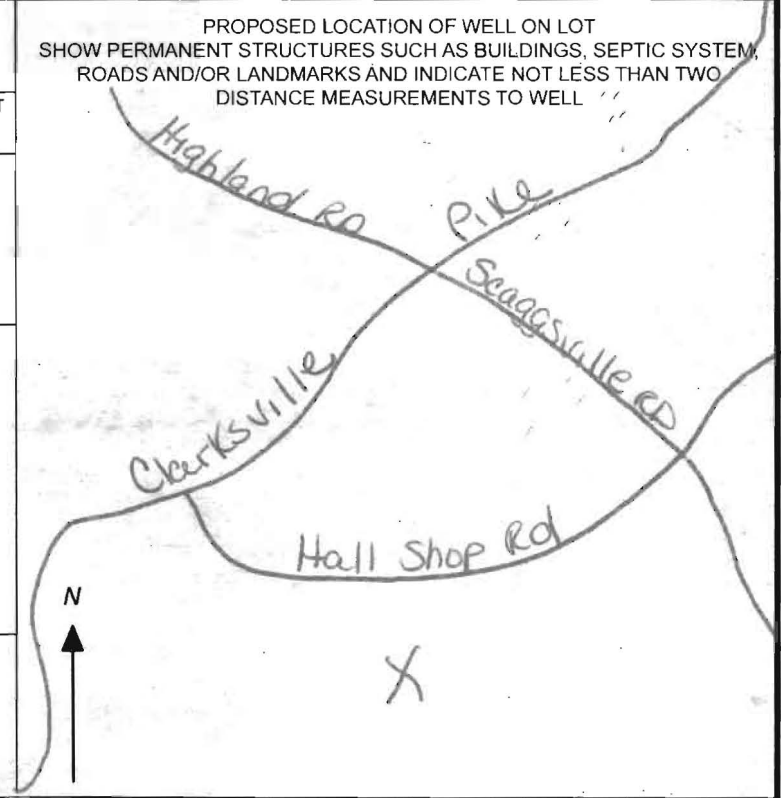 PROPOSED LOCATION OF WELL ON LOT
SHOW PERMANENT STRUCTURES SUCH AS BUILDINGS, SEPTIC SYSTEM,
ROADS AND/OR LANDMARKS AND INDICATE NOT LESS THAN TWO
DISTANCE MEASUREMENTS TO WELL
T
Highland RD
Pike
Scaggsville RD
Clarksville
Hall Shop Rd
N
X